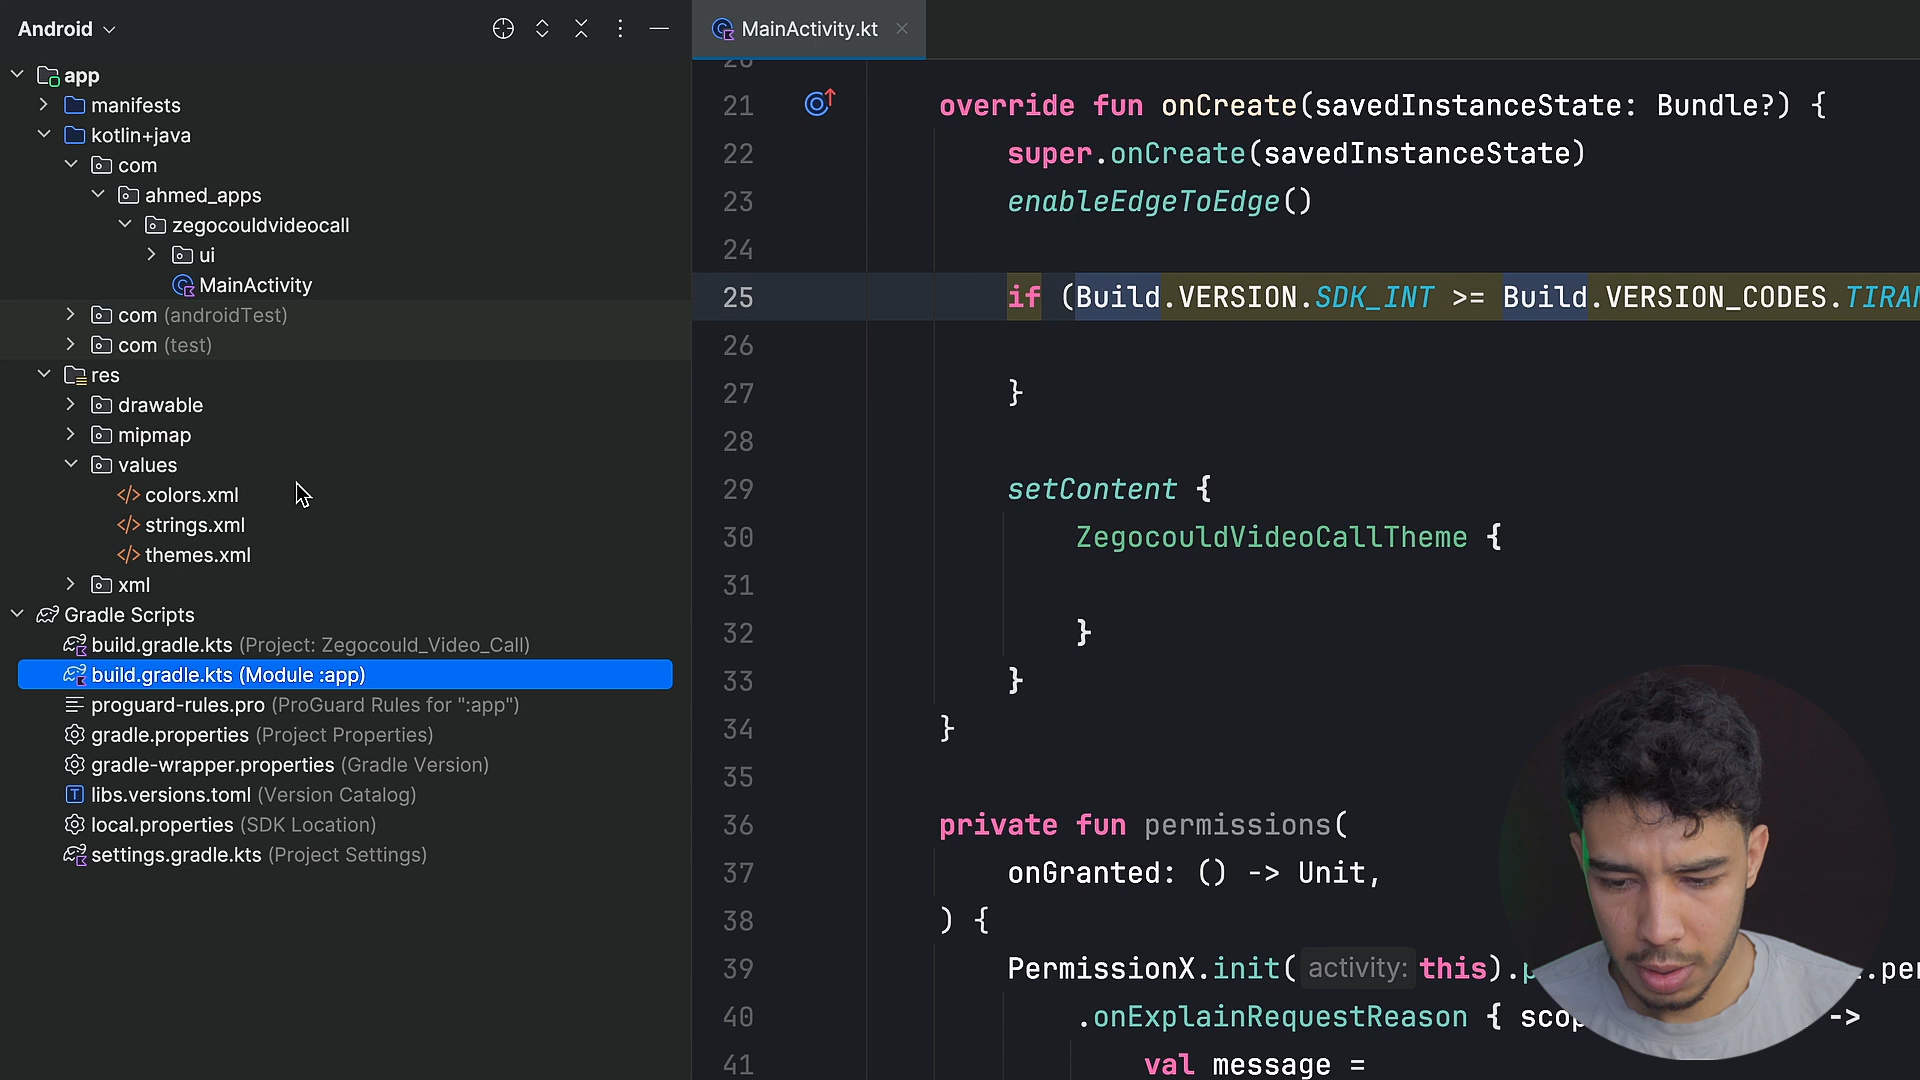 Android
app
manifests
kotlin+java
com
ahmed_apps
zegocouldvideocall
ui
MainActivity
com (androidTest)
com (test)
res
drawable
mipmap
values
</> colors.xml
</> strings.xml
</> themes.xml
xml
Gradle Scripts
build.gradle.kts (Project: Zegocould_Video_Call)
build.gradle.kts (Module :app)
proguard-rules.pro (ProGuard Rules for ":app")
gradle.properties (Project Properties)
gradle-wrapper.properties (Gradle Version)
libs.versions.toml (Version Catalog)
local.properties (SDK Location)
settings.gradle.kts (Project Settings)
MainActivity.kt
20
21 override fun onCreate(savedInstanceState: Bundle?) {
22 super.onCreate(savedInstanceState)
23 enableEdgeToEdge()
24
25 if (Build.VERSION.SDK_INT >= Build.VERSION_CODES.
26
27 }
28
29 setContent {
30 ZegocouldVideoCallTheme {
31
32 }
33 }
34 }
35
36 private fun permissions(
37 onGranted: () -> Unit,
38 ) {
39 PermissionX.init( activity: this).
40 .onExplainRequestReason { ->
41 val message =